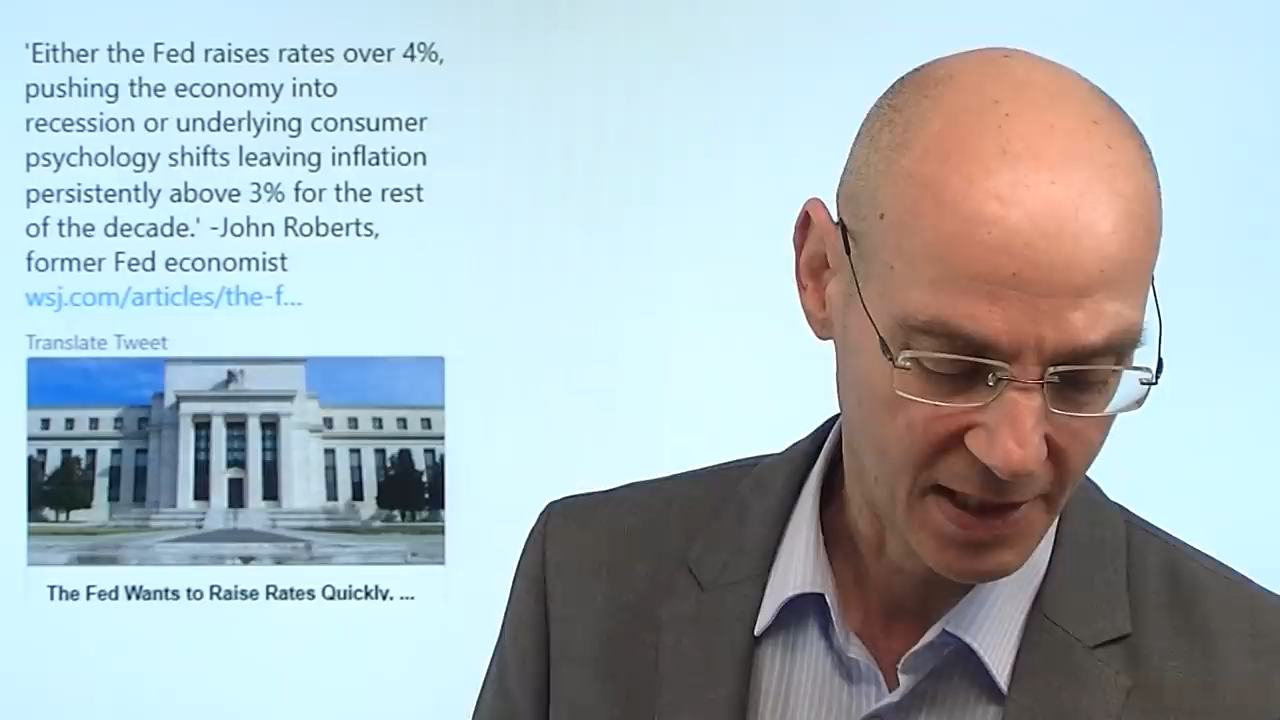 'Either the Fed raises rates over 4%,
pushing the economy into
recession or underlying consumer
psychology shifts leaving inflation
persistently above 3% for the rest
of the decade.' -John Roberts,
former Fed economist
wsj.com/articles/the-f...
Translate Tweet
The Fed Wants to Raise Rates Quickly. ...